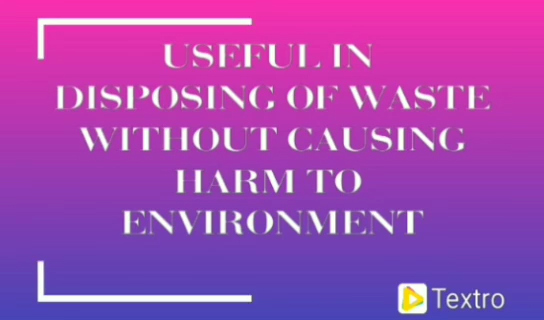 USEFUL IN
DISPOSING OF WASTE
WITHOUT CAUSING
HARM TO
ENVIRONMENT
Textro